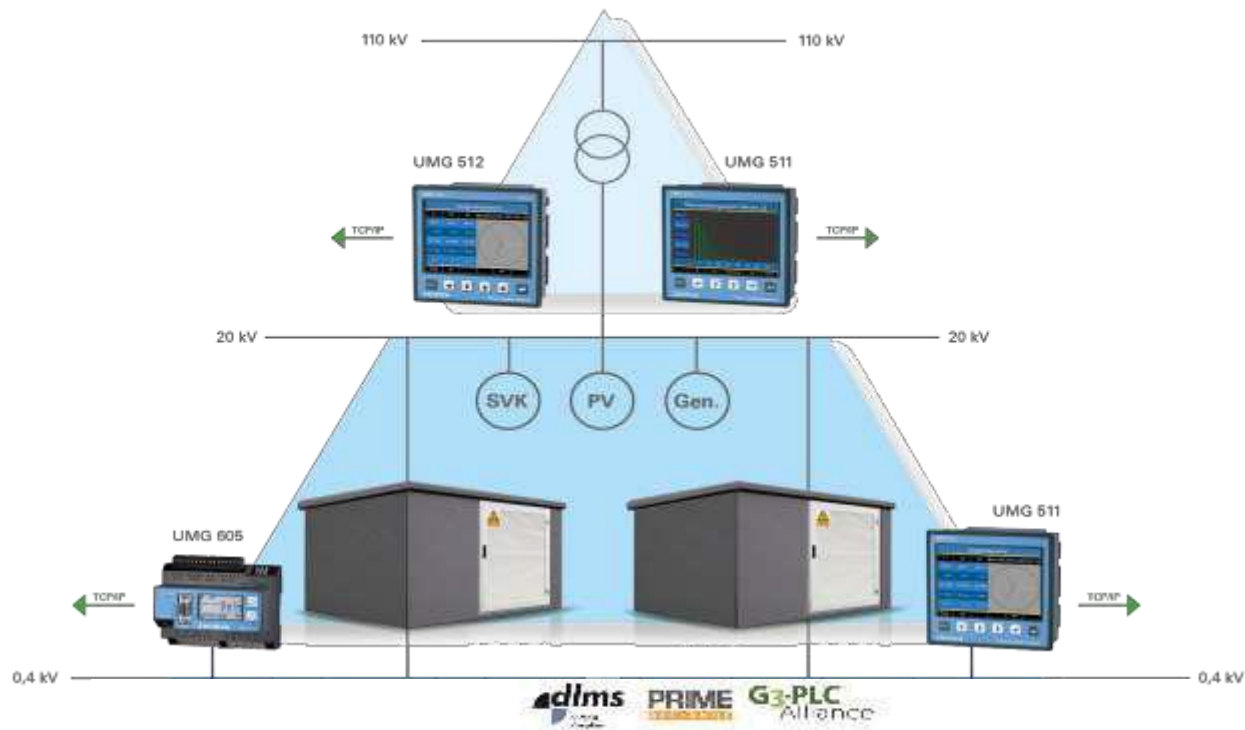 110 kV
110 kV
UMG 512
UMG 511
TCP/IP
TCP/IP
20 kV
20 kV
SVK
PV
Gen.
UMG 605
UMG 511
TCP/IP
TCP/IP
0,4 kV
0,4 kV
dlms
PRIME
G3-PLC
Alliance